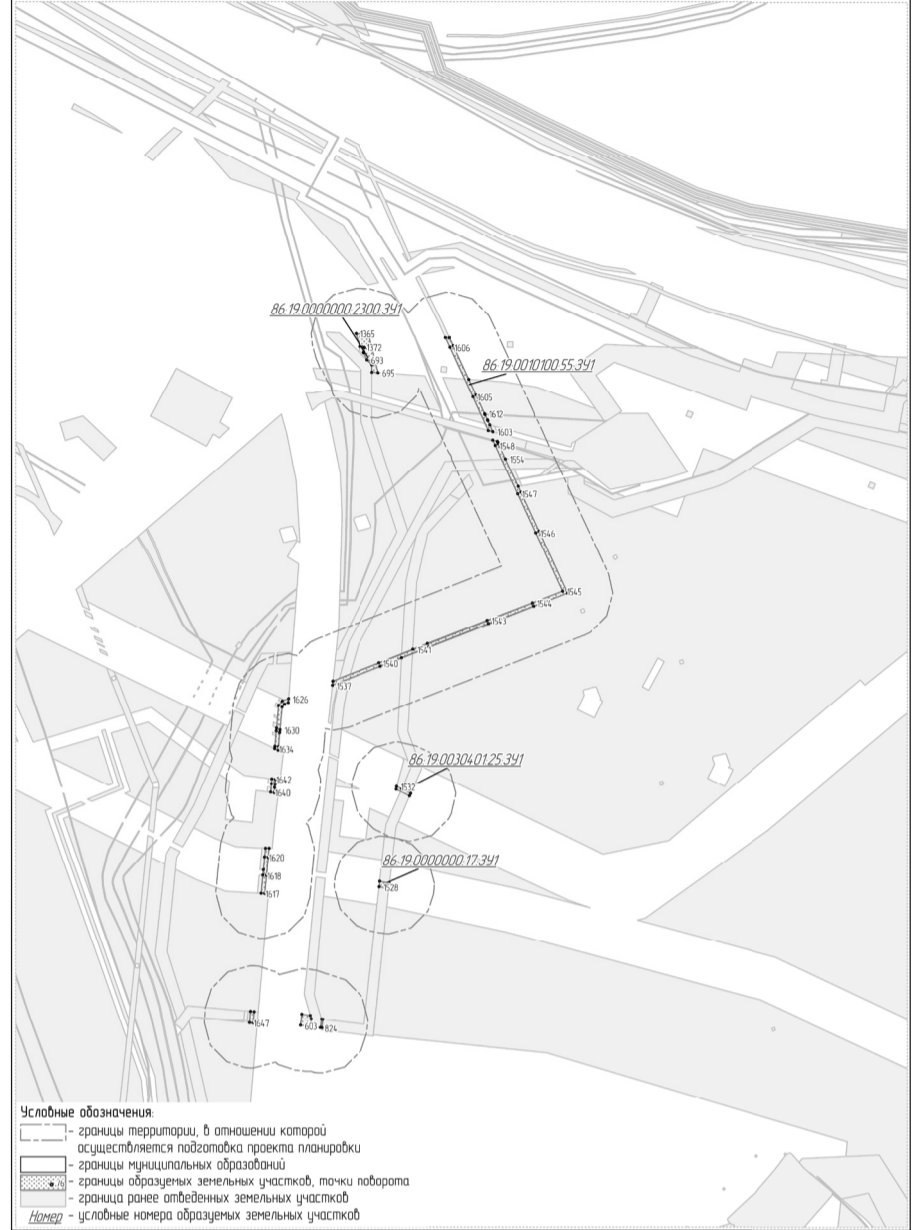 86:19:0000000:2300:ЗУ1
1365
1372
693
695
1606
86:19:0010100:55:ЗУ1
1605
1612
1603
1548
1554
1547
1546
1545
1544
1543
1541
1540
1537
1626
1630
1634
86:19:0030401:25:ЗУ1
1642
1532
1640
1620
86:19:0000000:17:ЗУ1
1618
1528
1617
1647
603
824
Условные обозначения:
- границы территории, в отношении которой
осуществляется подготовка проекта планировки
- границы муниципальных образований
- границы образуемых земельных участков, точки поворота
- граница ранее отведенных земельных участков
Номер - условные номера образуемых земельных участков